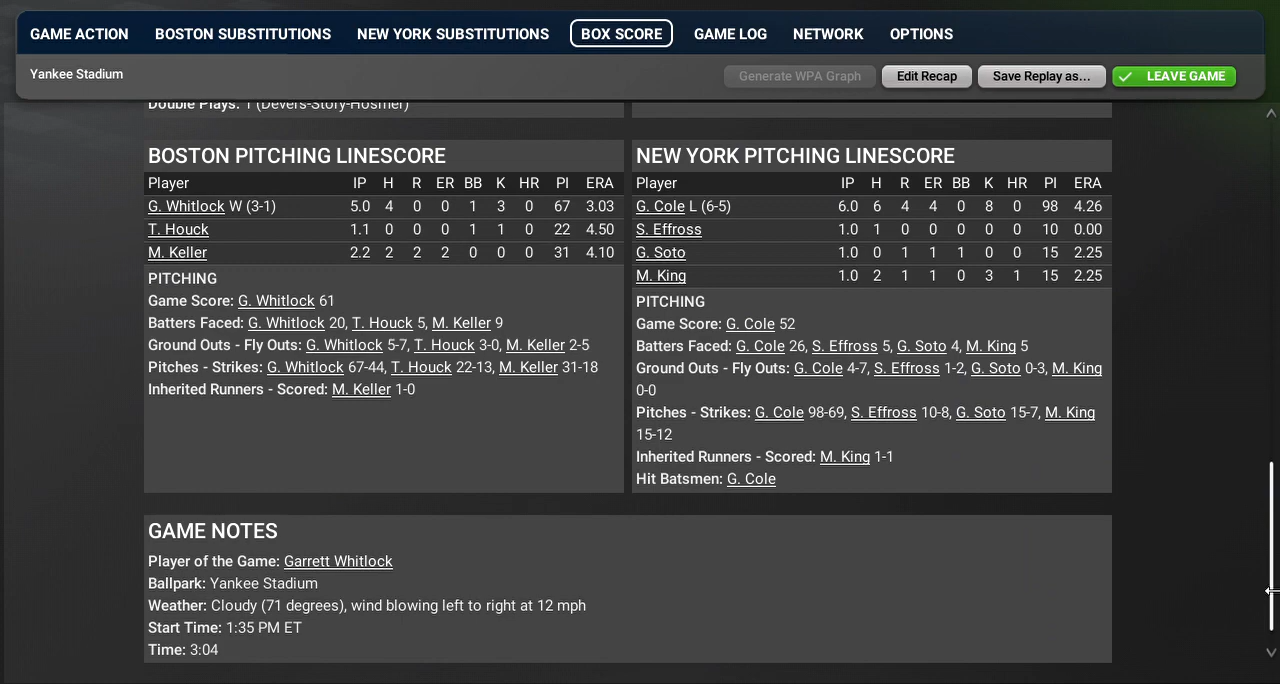 GAME ACTION BOSTON SUBSTITUTIONS NEW YORK SUBSTITUTIONS BOX SCORE GAME LOG NETWORK OPTIONS
Yankee Stadium Generate WPA Graph Edit Recap Save Replay as... LEAVE GAME
Double Plays: 1 (Devers-Story-Hosmer)
BOSTON PITCHING LINESCORE
Player IP H R ER BB K HR PI ERA
G. Whitlock W (3-1) 5.0 4 0 0 1 3 0 67 3.03
T. Houck 1.1 0 0 0 1 1 0 22 4.50
M. Keller 2.2 2 2 2 0 0 0 31 4.10
PITCHING
Game Score: G. Whitlock 61
Batters Faced: G. Whitlock 20, T. Houck 5, M. Keller 9
Ground Outs - Fly Outs: G. Whitlock 5-7, T. Houck 3-0, M. Keller 2-5
Pitches - Strikes: G. Whitlock 67-44, T. Houck 22-13, M. Keller 31-18
Inherited Runners - Scored: M. Keller 1-0
NEW YORK PITCHING LINESCORE
Player IP H R ER BB K HR PI ERA
G. Cole L (6-5) 6.0 6 4 4 0 8 0 98 4.26
S. Effross 1.0 1 0 0 0 0 0 10 0.00
G. Soto 1.0 0 1 1 1 0 0 15 2.25
M. King 1.0 2 1 1 0 3 1 15 2.25
PITCHING
Game Score: G. Cole 52
Batters Faced: G. Cole 26, S. Effross 5, G. Soto 4, M. King 5
Ground Outs - Fly Outs: G. Cole 4-7, S. Effross 1-2, G. Soto 0-3, M. King
0-0
Pitches - Strikes: G. Cole 98-69, S. Effross 10-8, G. Soto 15-7, M. King
15-12
Inherited Runners - Scored: M. King 1-1
Hit Batsmen: G. Cole
GAME NOTES
Player of the Game: Garrett Whitlock
Ballpark: Yankee Stadium
Weather: Cloudy (71 degrees), wind blowing left to right at 12 mph
Start Time: 1:35 PM ET
Time: 3:04